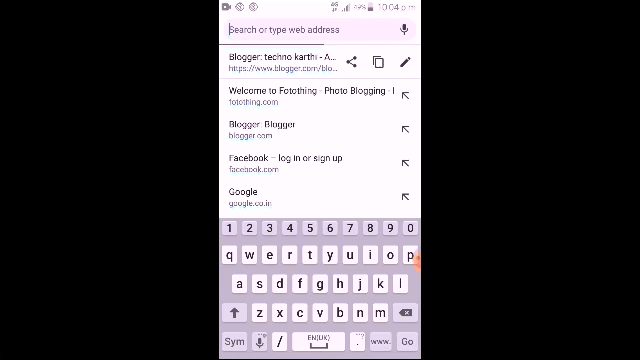 4G 49% 10:04 p.m.
Search or type web address
Blogger: techno karthi - A...
https://www.blogger.com/blo...
Welcome to Fotothing - Photo Blogging - I
fotothing.com
Blogger: Blogger
blogger.com
Facebook – log in or sign up
facebook.com
Google
google.co.in
1 2 3 4 5 6 7 8 9 0
q w e r t y u i o p
a s d f g h j k l
z x c v b n m
Sym / EN(UK) . www. Go